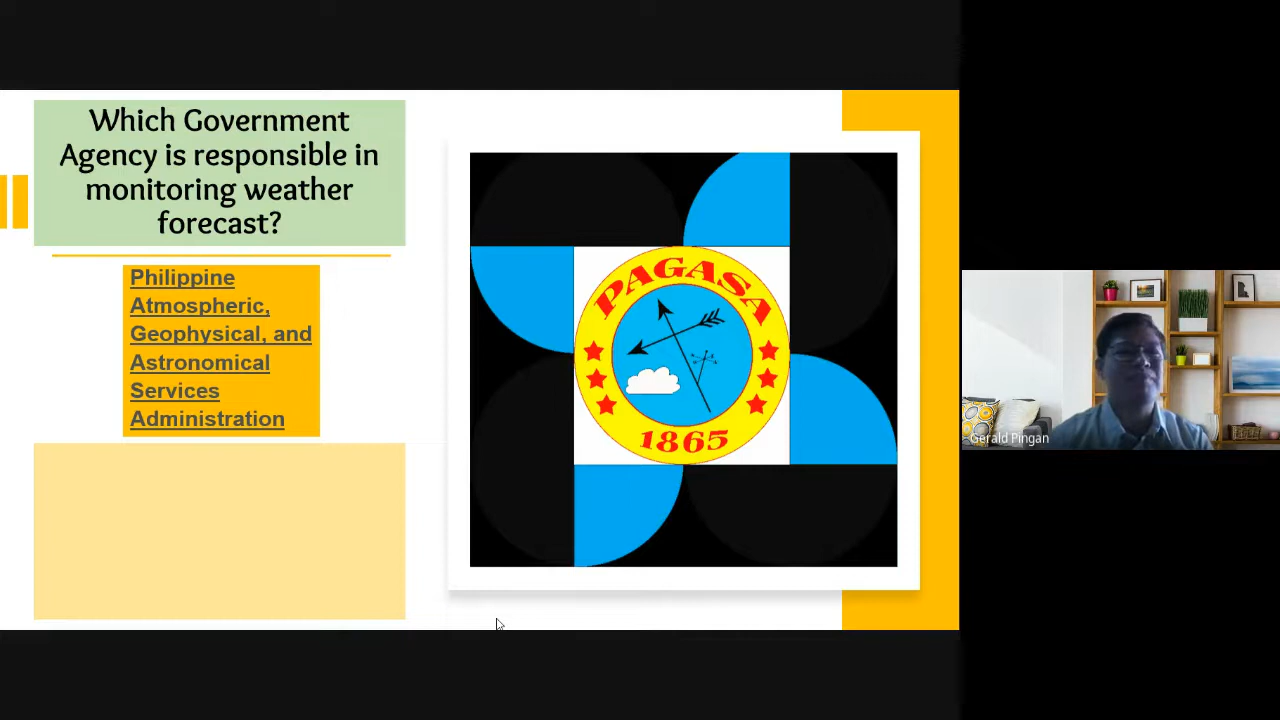 Which Government
Agency is responsible in
monitoring weather
forecast?
Philippine
Atmospheric,
Geophysical, and
Astronomical
Services
Administration
PAGASA
1865
Gerald Pingan